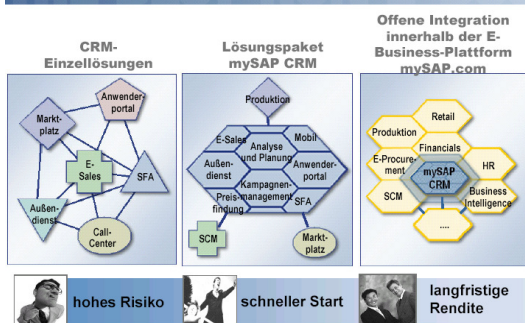 CRM-
Einzellösungen
Lösungspaket
mySAP CRM
Offene Integration
innerhalb der E-
Business-Plattform
mySAP.com
Anwender-
portal
Markt-
platz
E-
Sales
SFA
Außen-
dienst
Call-
Center
Produktion
E-Sales
Mobil
Analyse
und Planung
Außen-
dienst
Anwender-
portal
Kampagnen-
management
Preis-
findung
SFA
SCM
Markt-
platz
Retail
Produktion
Financials
E-Procure-
ment
HR
mySAP
CRM
SCM
Business
Intelligence
....
hohes Risiko
schneller Start
langfristige
Rendite